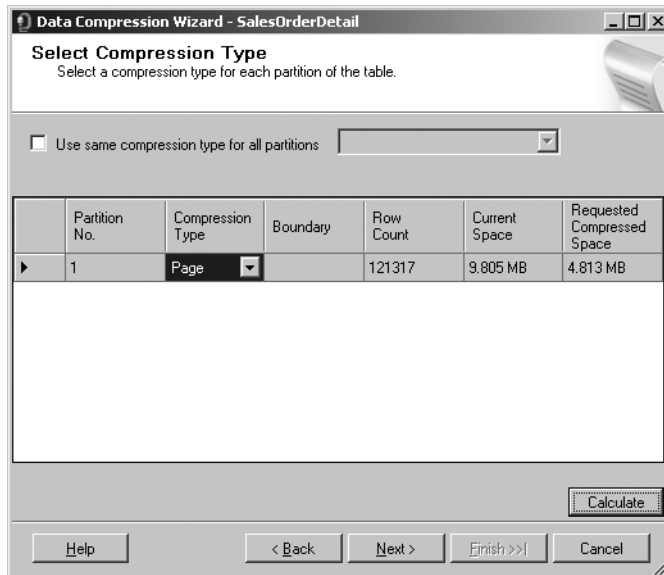 Data Compression Wizard - SalesOrderDetail
Select Compression Type
Select a compression type for each partition of the table.
Use same compression type for all partitions
Partition No. Compression Type Boundary Row Count Current Space Requested Compressed Space
1 Page 121317 9.805 MB 4.813 MB
Calculate
Help < Back Next > Finish >>| Cancel